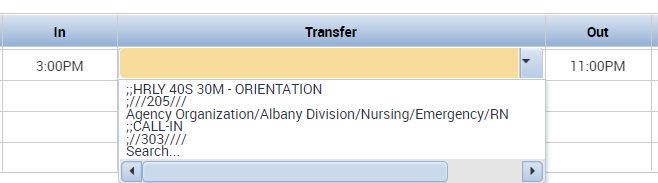 In Transfer Out
3:00PM 11:00PM
;;HRLY 40S 30M - ORIENTATION
;///205///
Agency Organization/Albany Division/Nursing/Emergency/RN
;;CALL-IN
;//303////
Search...